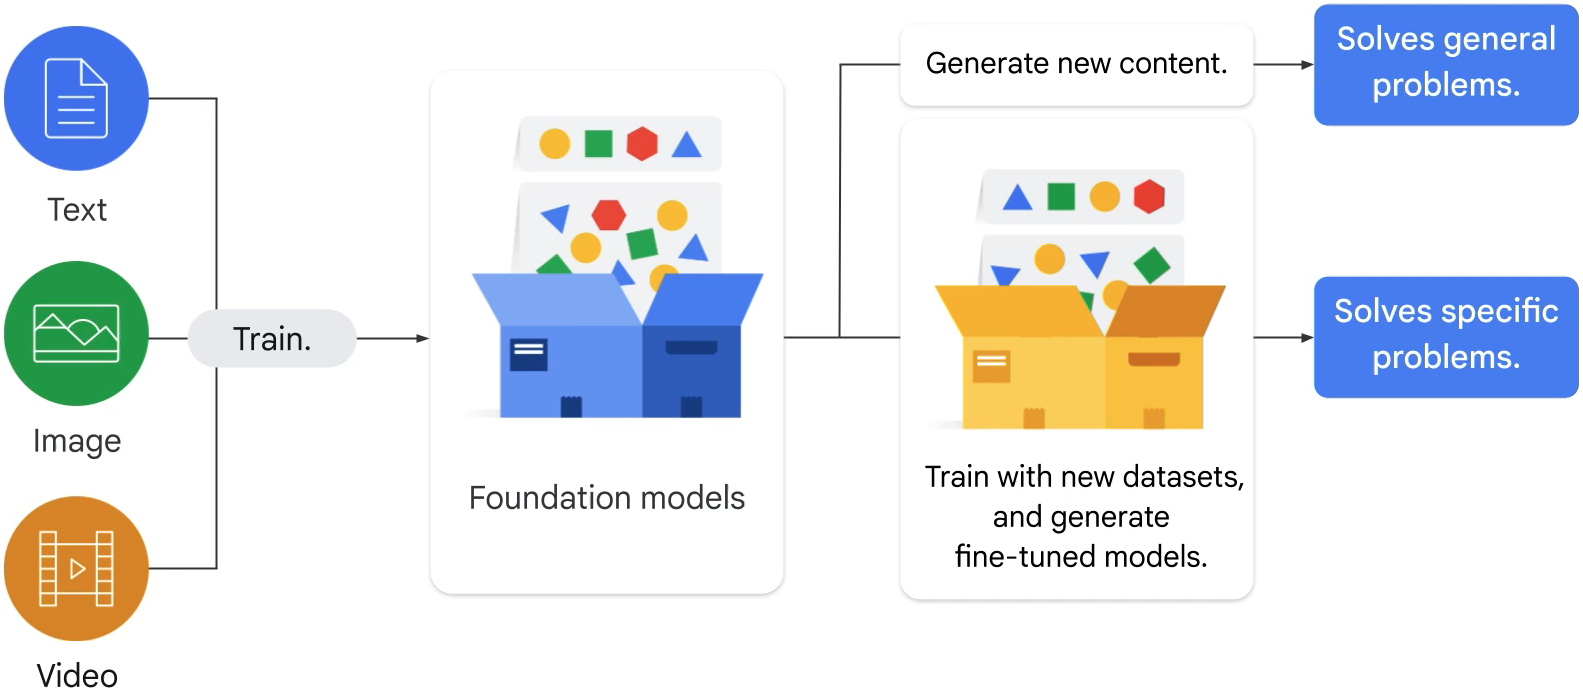 Text
Image
Video
Train.
Foundation models
Generate new content.
Train with new datasets,
and generate
fine-tuned models.
Solves general
problems.
Solves specific
problems.